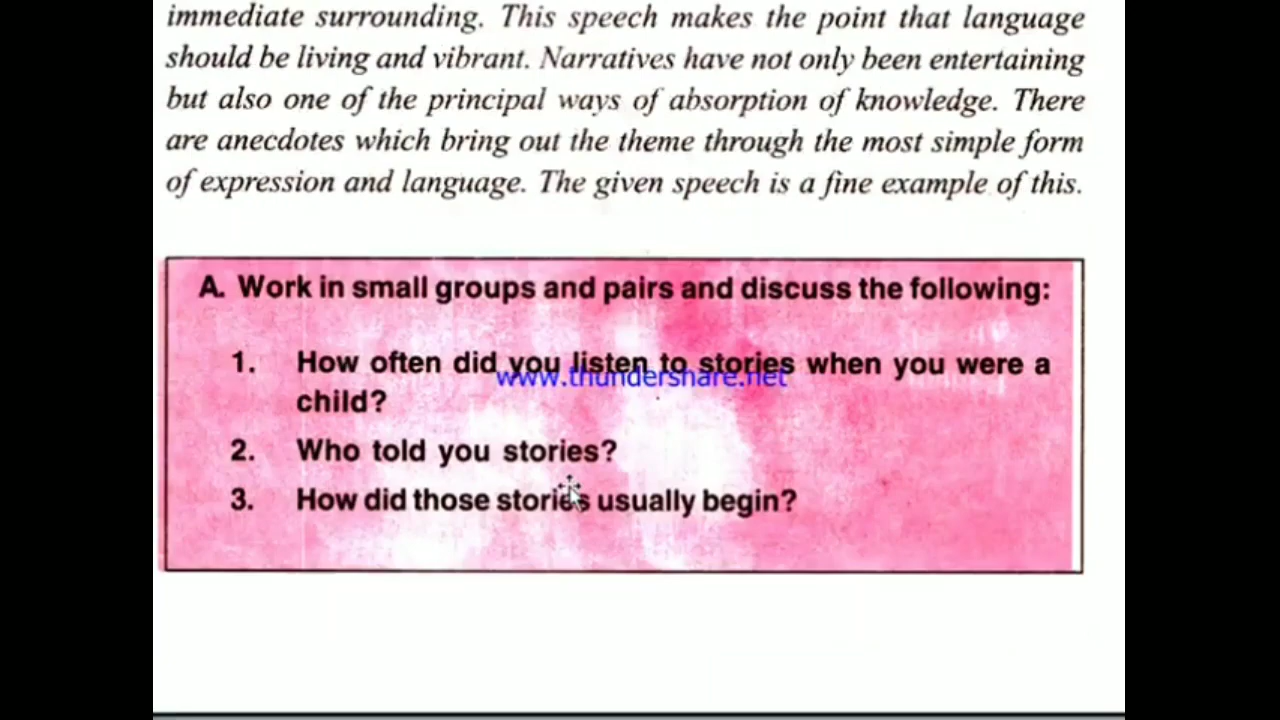 immediate surrounding. This speech makes the point that language
should be living and vibrant. Narratives have not only been entertaining
but also one of the principal ways of absorption of knowledge. There
are anecdotes which bring out the theme through the most simple form
of expression and language. The given speech is a fine example of this.
A. Work in small groups and pairs and discuss the following:
1. How often did you listen to stories when you were a
www.thundershare.net
child?
2. Who told you stories?
3. How did those stories usually begin?